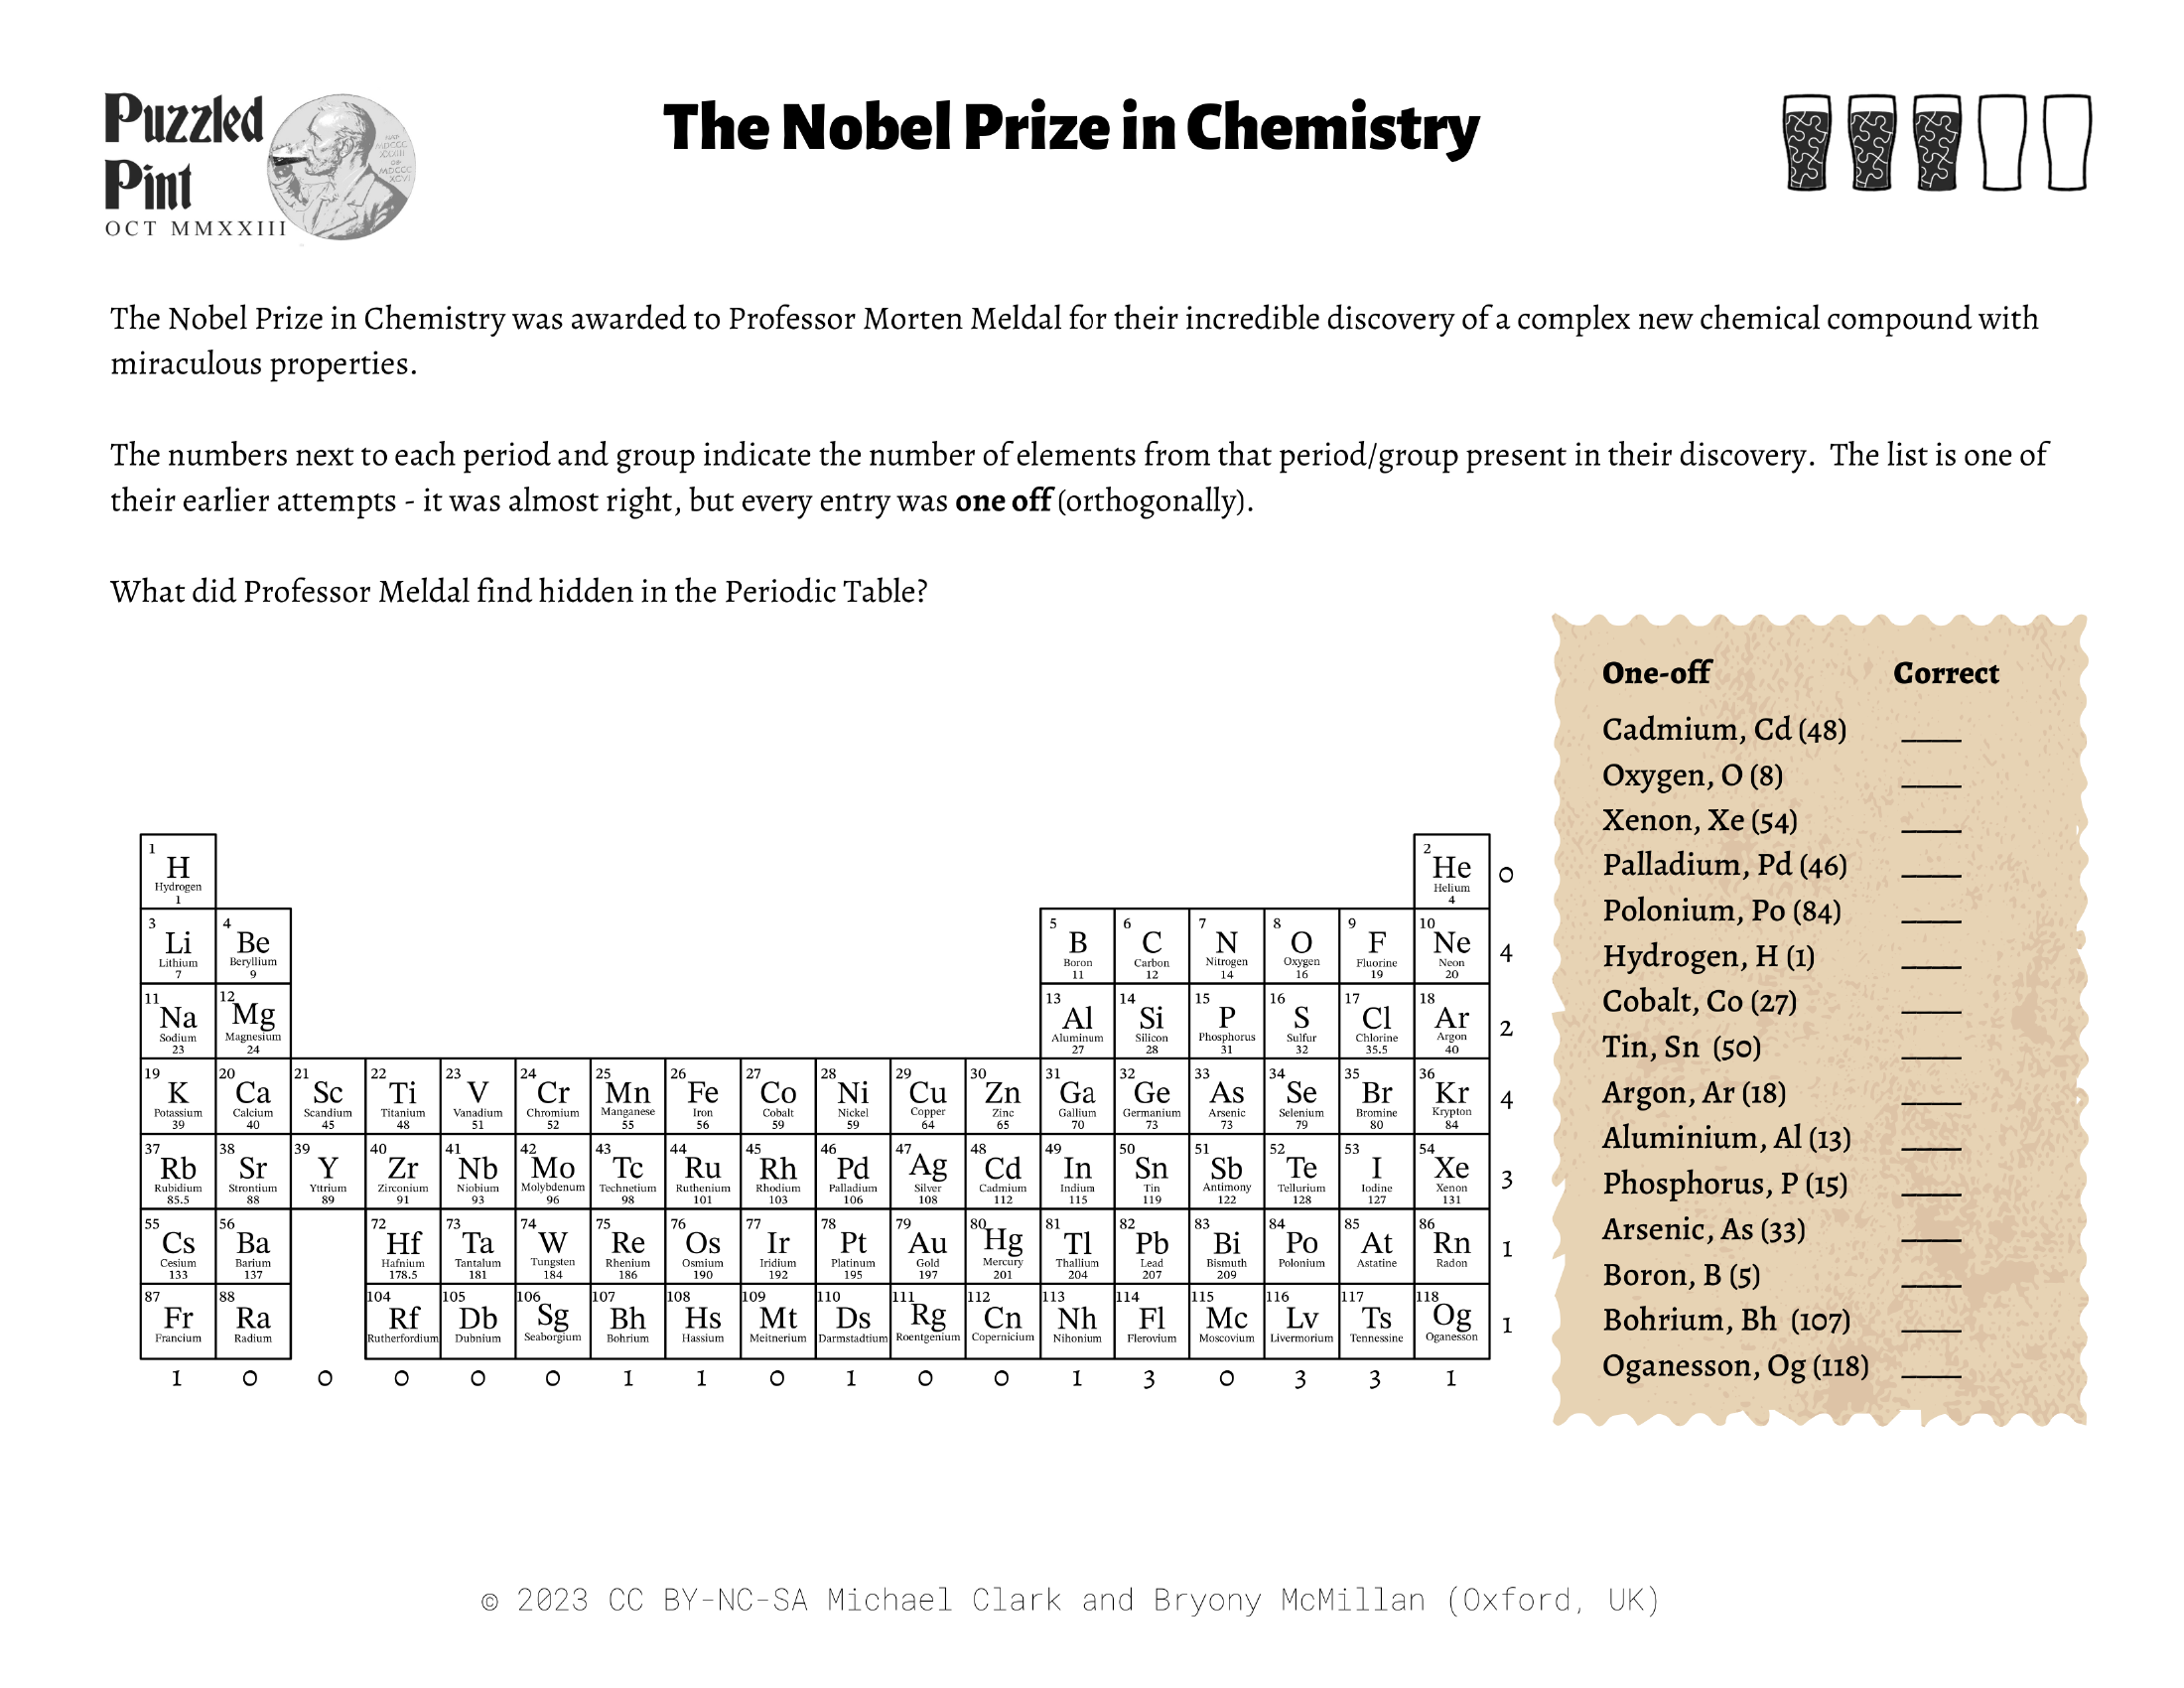 Puzzled
Pint
OCT MMXXIII
The Nobel Prize in Chemistry
The Nobel Prize in Chemistry was awarded to Professor Morten Meldal for their incredible discovery of a complex new chemical compound with
miraculous properties.
The numbers next to each period and group indicate the number of elements from that period/group present in their discovery.  The list is one of
their earlier attempts - it was almost right, but every entry was one off (orthogonally).
What did Professor Meldal find hidden in the Periodic Table?
1 2
H He
Hydrogen Helium 0
1 4
3 4 5 6 7 8 9 10
Li Be B C N O F Ne
Lithium Beryllium Boron Carbon Nitrogen Oxygen Fluorine Neon 4
7 9 11 12 14 16 19 20
11 12 13 14 15 16 17 18
Na Mg Al Si P S Cl Ar
Sodium Magnesium Aluminum Silicon Phosphorus Sulfur Chlorine Argon 2
23 24 27 28 31 32 35.5 40
19 20 21 22 23 24 25 26 27 28 29 30 31 32 33 34 35 36
K Ca Sc Ti V Cr Mn Fe Co Ni Cu Zn Ga Ge As Se Br Kr
Potassium Calcium Scandium Titanium Vanadium Chromium Manganese Iron Cobalt Nickel Copper Zinc Gallium Germanium Arsenic Selenium Bromine Krypton 4
39 40 45 48 51 52 55 56 59 59 64 65 70 73 73 79 80 84
37 38 39 40 41 42 43 44 45 46 47 48 49 50 51 52 53 54
Rb Sr Y Zr Nb Mo Tc Ru Rh Pd Ag Cd In Sn Sb Te I Xe
Rubidium Strontium Yttrium Zirconium Niobium Molybdenum Technetium Ruthenium Rhodium Palladium Silver Cadmium Indium Tin Antimony Tellurium Iodine Xenon 3
85.5 88 89 91 93 96 98 101 103 106 108 112 115 119 122 128 127 131
55 56 72 73 74 75 76 77 78 79 80 81 82 83 84 85 86
Cs Ba Hf Ta W Re Os Ir Pt Au Hg Tl Pb Bi Po At Rn
Cesium Barium Hafnium Tantalum Tungsten Rhenium Osmium Iridium Platinum Gold Mercury Thallium Lead Bismuth Polonium Astatine Radon 1
133 137 178.5 181 184 186 190 192 195 197 201 204 207 209
87 88 104 105 106 107 108 109 110 111 112 113 114 115 116 117 118
Fr Ra Rf Db Sg Bh Hs Mt Ds Rg Cn Nh Fl Mc Lv Ts Og
Francium Radium Rutherfordium Dubnium Seaborgium Bohrium Hassium Meitnerium Darmstadtium Roentgenium Copernicium Nihonium Flerovium Moscovium Livermorium Tennessine Oganesson 1
1 0 0 0 0 0 1 1 0 1 0 0 1 3 0 3 3 1
One-off Correct
Cadmium, Cd (48) ____
Oxygen, O (8) ____
Xenon, Xe (54) ____
Palladium, Pd (46) ____
Polonium, Po (84) ____
Hydrogen, H (1) ____
Cobalt, Co (27) ____
Tin, Sn (50) ____
Argon, Ar (18) ____
Aluminium, Al (13) ____
Phosphorus, P (15) ____
Arsenic, As (33) ____
Boron, B (5) ____
Bohrium, Bh (107) ____
Oganesson, Og (118) ____
© 2023 CC BY-NC-SA Michael Clark and Bryony McMillan (Oxford, UK)